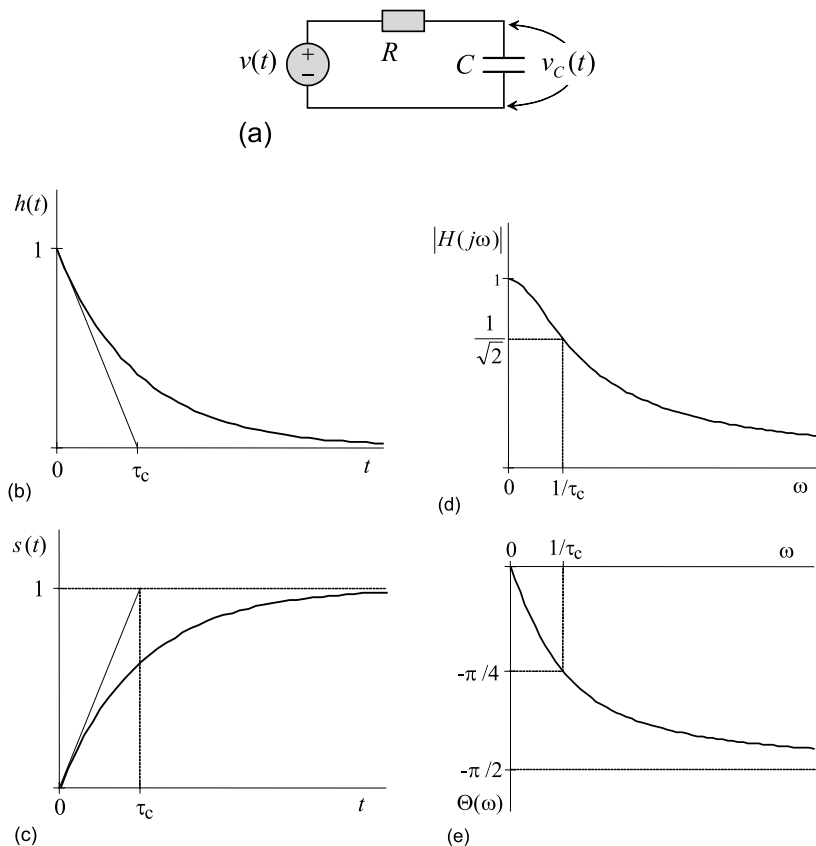 v(t)
+
−
R
C
v_C(t)
(a)
h(t)
1
0
τ_c
t
(b)
s(t)
1
0
τ_c
t
(c)
|H(jω)|
1
1/√2
0
1/τ_c
ω
(d)
0
1/τ_c
ω
-π/4
-π/2
Θ(ω)
(e)